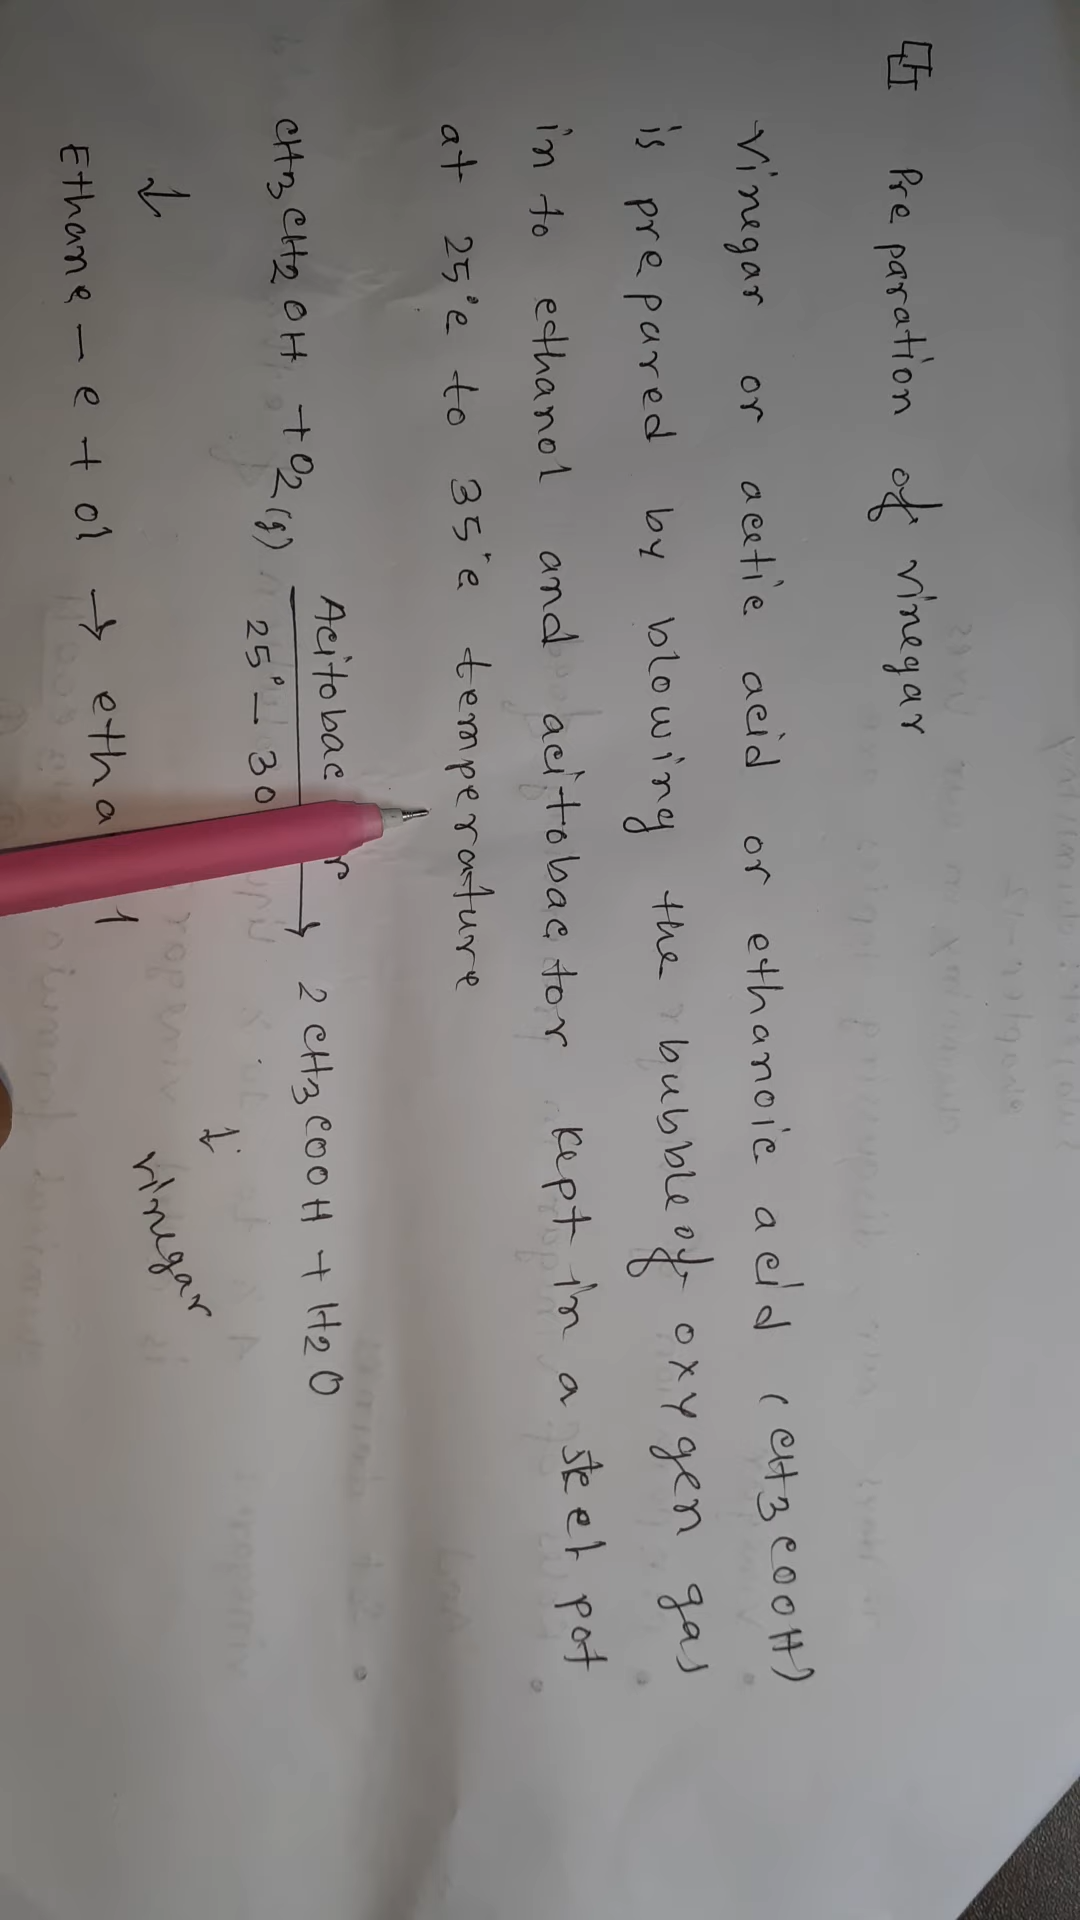 Preparation of vinegar
vinegar or acetic acid or ethanoic acid (CH3COOH)
is prepared by blowing the bubble of oxygen gas
in to ethanol and acitobactor kept in a steel pot
at 25°c to 35°c temperature
Acitobac r
CH3CH2OH + O2(g) → 2CH3COOH + H2O
25° - 30
↓ ↓
vinegar
Ethane - e + ol → etha l